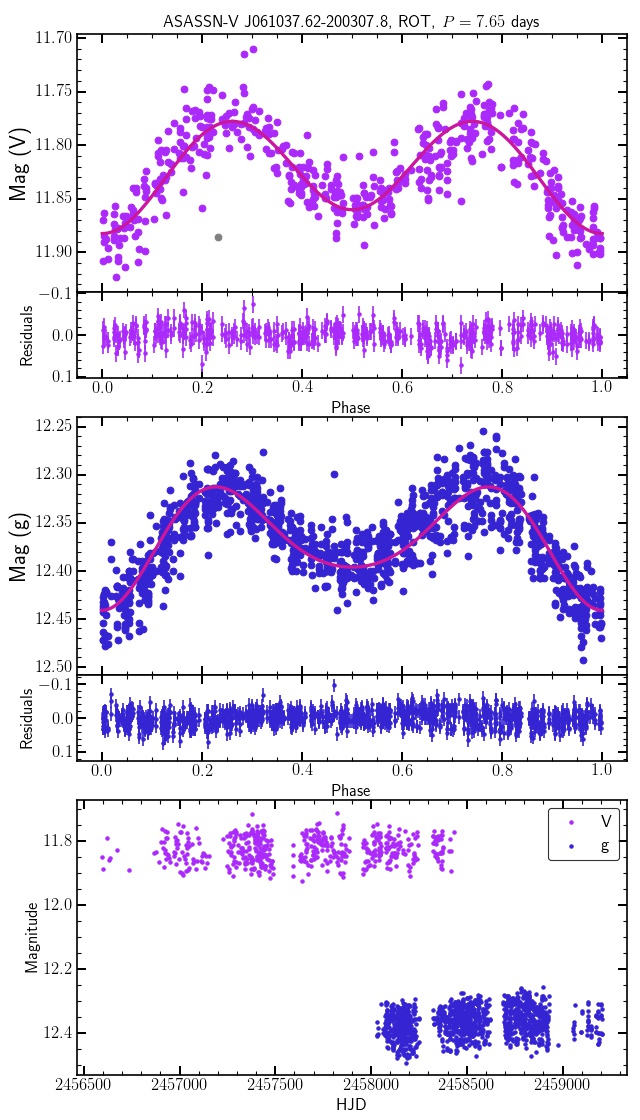 ASASSN-V J061037.62-200307.8, ROT, P = 7.65 days
11.70
11.75
11.80
11.85
11.90
Mag (V)
−0.1
0.0
0.1
Residuals
0.0 0.2 0.4 0.6 0.8 1.0
Phase
12.25
12.30
12.35
12.40
12.45
12.50
Mag (g)
−0.1
0.0
0.1
Residuals
0.0 0.2 0.4 0.6 0.8 1.0
Phase
V
g
11.8
12.0
12.2
12.4
Magnitude
2456500 2457000 2457500 2458000 2458500 2459000
HJD